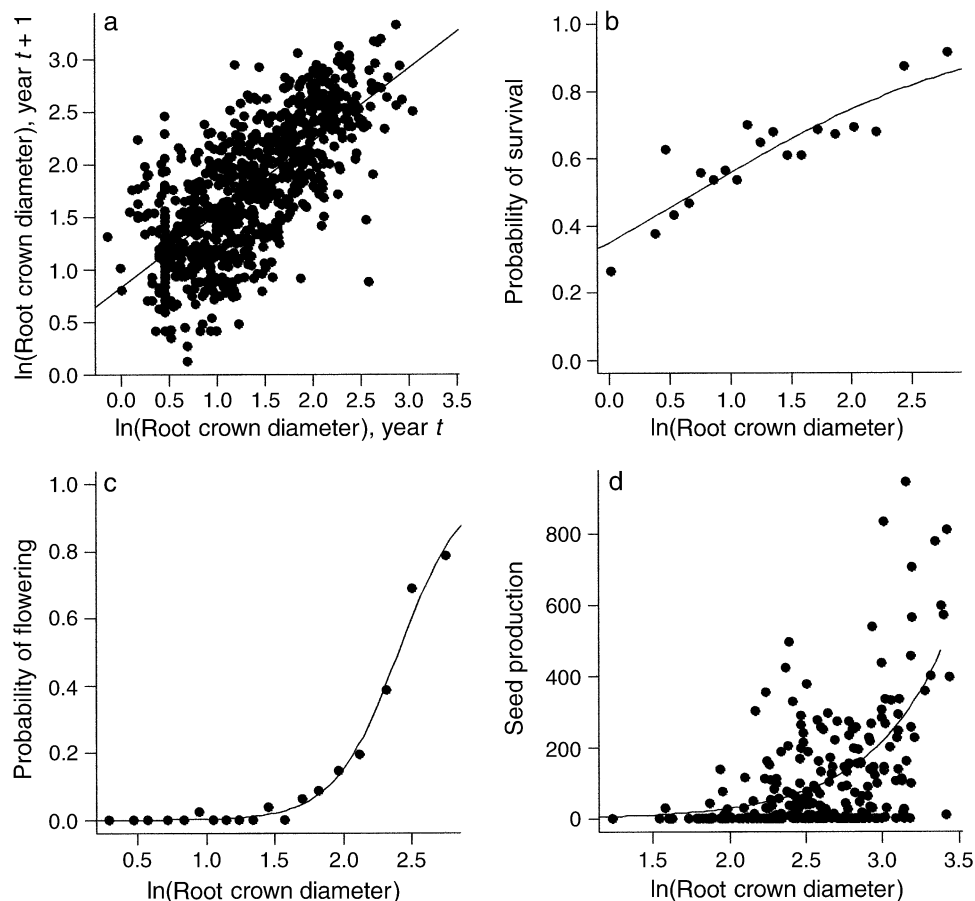 a
ln(Root crown diameter), year t + 1
3.0
2.5
2.0
1.5
1.0
0.5
0.0
0.0 0.5 1.0 1.5 2.0 2.5 3.0 3.5
ln(Root crown diameter), year t
b
Probability of survival
1.0
0.8
0.6
0.4
0.2
0.0
0.0 0.5 1.0 1.5 2.0 2.5
ln(Root crown diameter)
c
Probability of flowering
1.0
0.8
0.6
0.4
0.2
0.0
0.5 1.0 1.5 2.0 2.5
ln(Root crown diameter)
d
Seed production
800
600
400
200
0
1.5 2.0 2.5 3.0 3.5
ln(Root crown diameter)